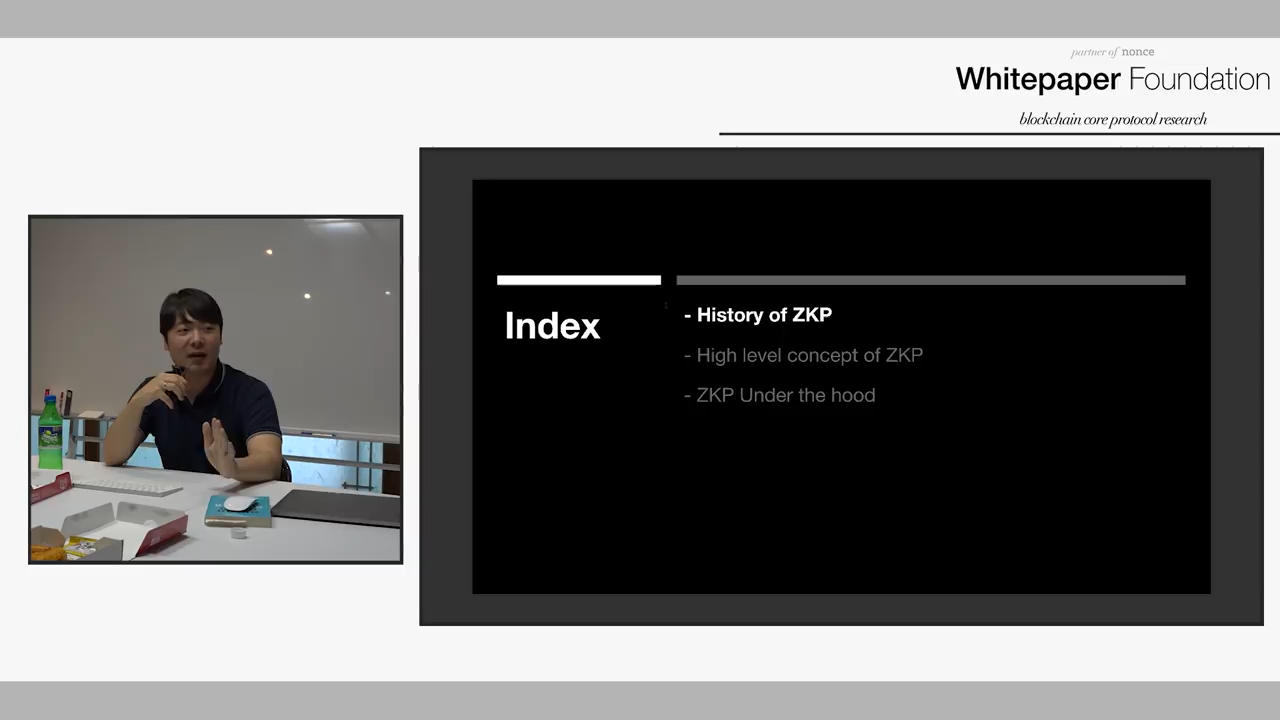 partner of nonce
Whitepaper Foundation
blockchain core protocol research
Index
- History of ZKP
- High level concept of ZKP
- ZKP Under the hood